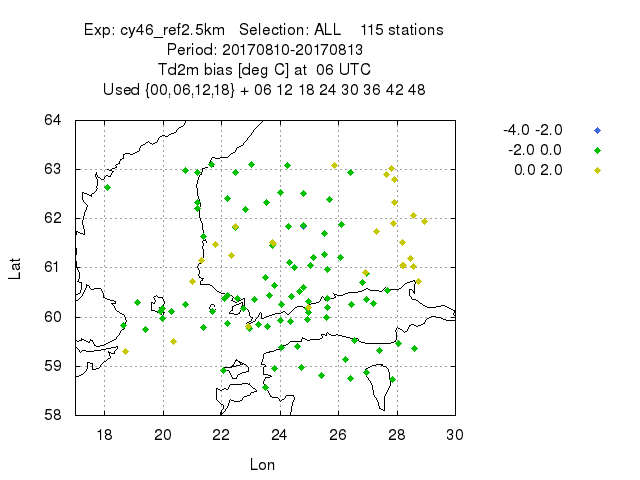 Exp: cy46_ref2.5km   Selection: ALL    115 stations
Period: 20170810-20170813
Td2m bias [deg C] at  06 UTC
Used {00,06,12,18} + 06 12 18 24 30 36 42 48
64
63
62
61
60
59
58
Lat
18 20 22 24 26 28 30
Lon
-4.0 -2.0
-2.0 0.0
0.0 2.0